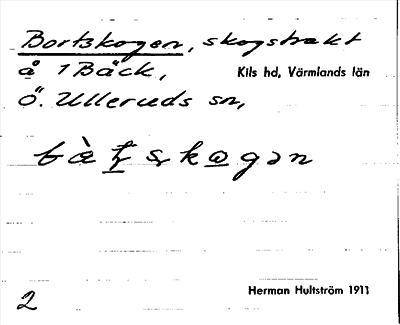 Bortskogen, skogstrakt
å 1 Bäck, Kils hd, Värmlands län
Ö. Ulleruds sn,
2 Herman Hultström 1911